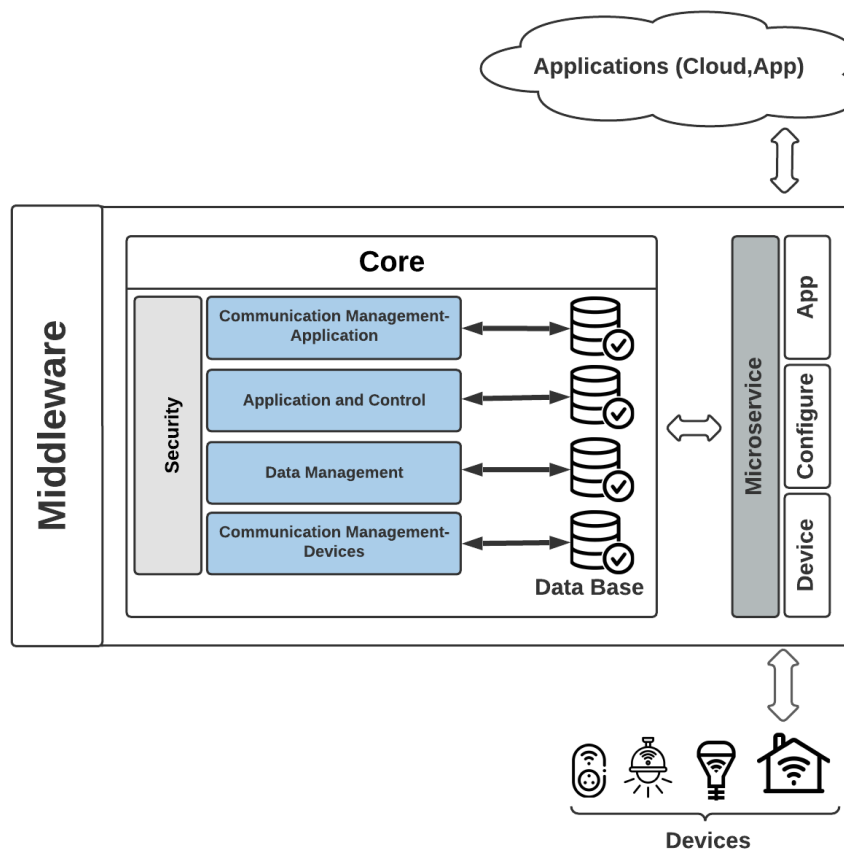 Applications (Cloud,App)
Middleware
Core
Security
Communication Management-
Application
Application and Control
Data Management
Communication Management-
Devices
Data Base
Microservice
App
Configure
Device
Devices